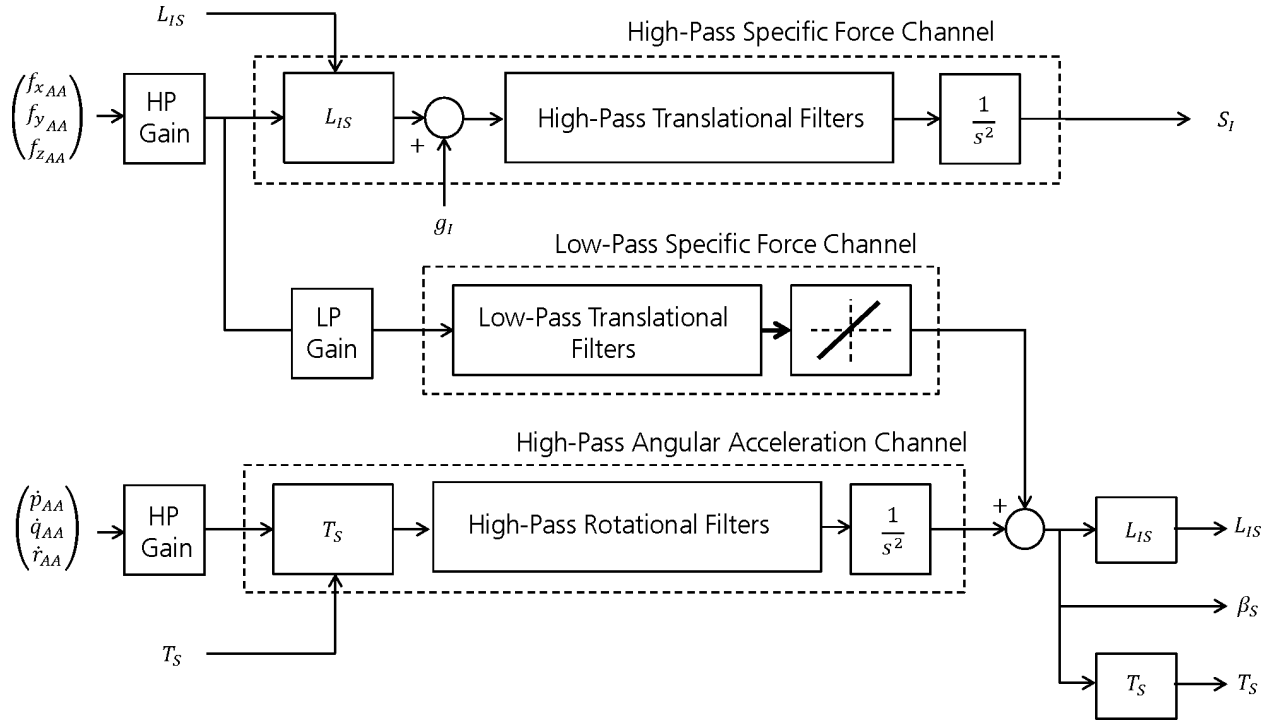 L_IS
High-Pass Specific Force Channel
f_x_AA
f_y_AA
f_z_AA
HP
Gain
L_IS
+
High-Pass Translational Filters
1
s²
S_I
g_I
Low-Pass Specific Force Channel
LP
Gain
Low-Pass Translational
Filters
High-Pass Angular Acceleration Channel
ṗ_AA
q̇_AA
ṙ_AA
HP
Gain
T_S
High-Pass Rotational Filters
1
s²
+
L_IS
L_IS
β_S
T_S
T_S
T_S